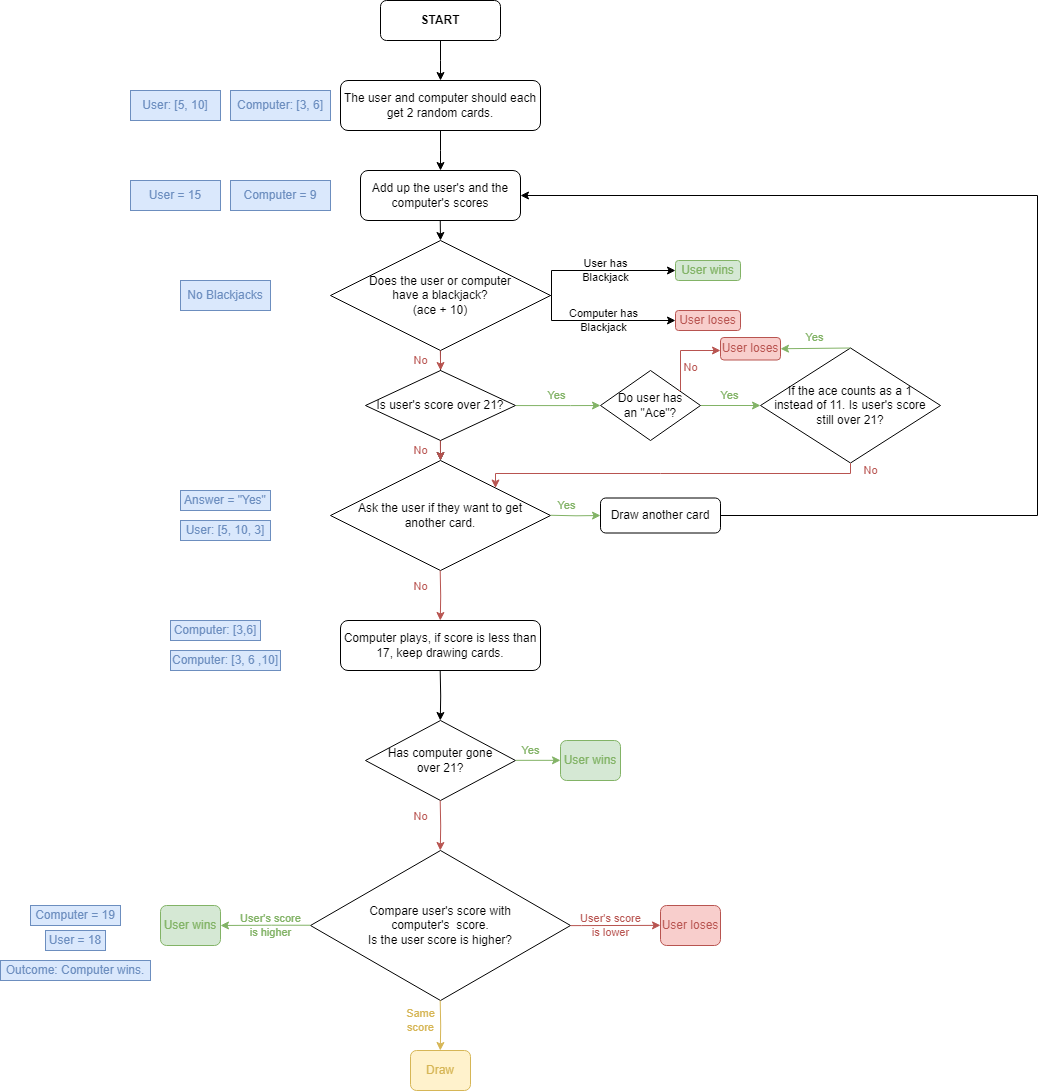 START
The user and computer should each
get 2 random cards.
User: [5, 10]
Computer: [3, 6]
Add up the user's and the
computer's scores
User = 15
Computer = 9
Does the user or computer
have a blackjack?
(ace + 10)
No Blackjacks
User has
Blackjack
User wins
Computer has
Blackjack
User loses
No
Is user's score over 21?
Yes
Do user has
an "Ace"?
No
User loses
Yes
Yes
If the ace counts as a 1
instead of 11. Is user's score
still over 21?
No
No
Ask the user if they want to get
another card.
Answer = "Yes"
User: [5, 10, 3]
Yes
Draw another card
No
Computer plays, if score is less than
17, keep drawing cards.
Computer: [3,6]
Computer: [3, 6 ,10]
Has computer gone
over 21?
Yes
User wins
No
Compare user's score with
computer's  score.
Is the user score is higher?
Computer = 19
User = 18
Outcome: Computer wins.
User's score
is higher
User wins
User's score
is lower
User loses
Same
score
Draw